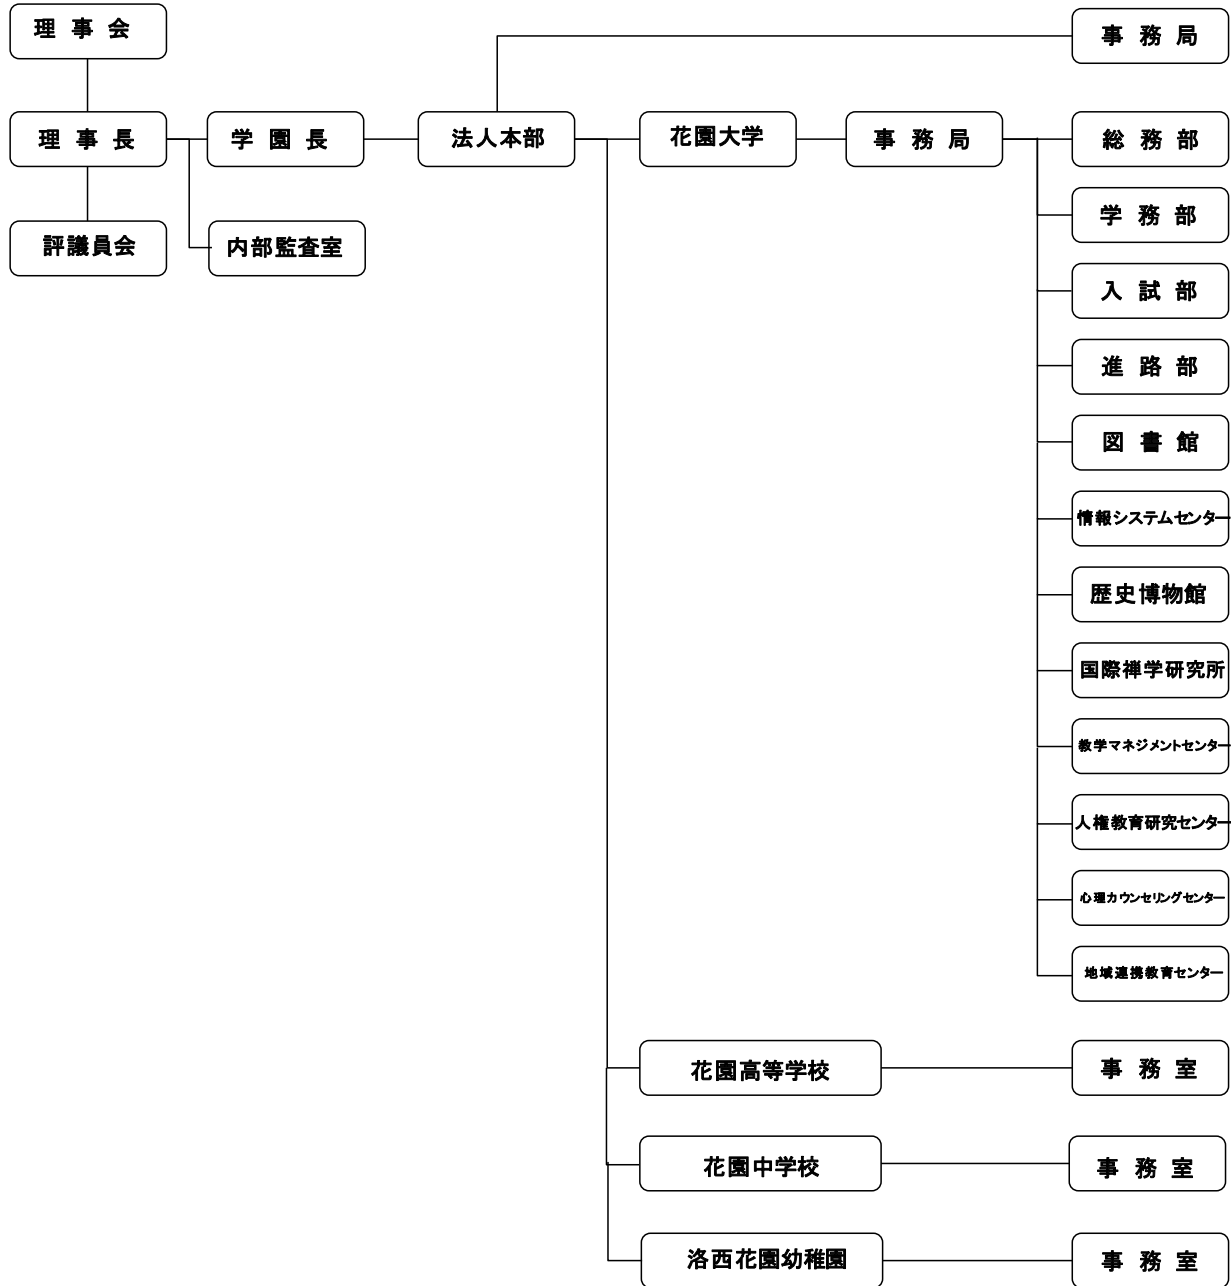 理事会
事務局
理事長
学園長
法人本部
花園大学
事務局
総務部
学務部
評議員会
内部監査室
入試部
進路部
図書館
情報システムセンター
歴史博物館
国際禅学研究所
教学マネジメントセンター
人権教育研究センター
心理カウンセリングセンター
地域連携教育センター
花園高等学校
事務室
花園中学校
事務室
洛西花園幼稚園
事務室